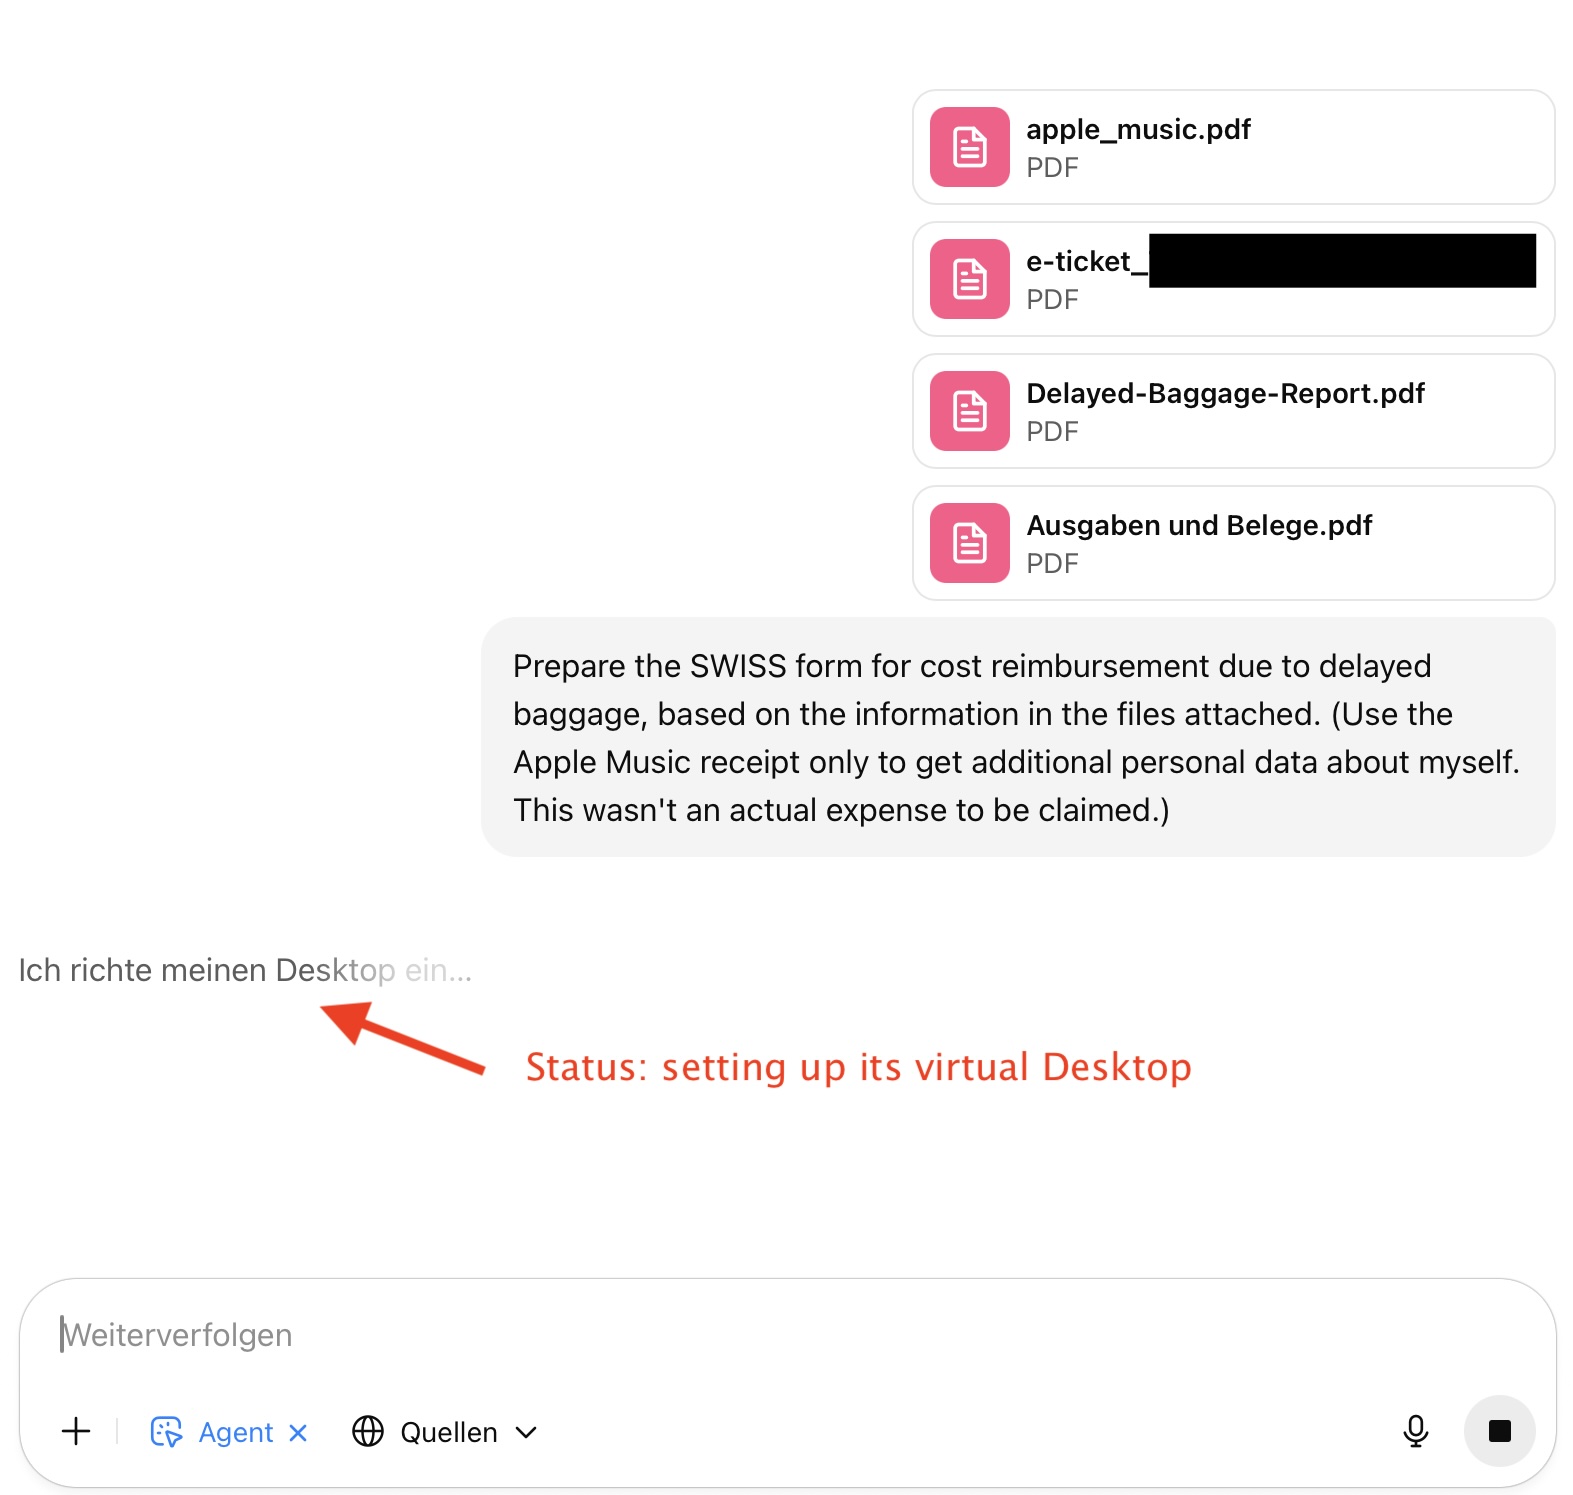 apple_music.pdf
PDF
e-ticket_
PDF
Delayed-Baggage-Report.pdf
PDF
Ausgaben und Belege.pdf
PDF
Prepare the SWISS form for cost reimbursement due to delayed
baggage, based on the information in the files attached. (Use the
Apple Music receipt only to get additional personal data about myself.
This wasn't an actual expense to be claimed.)
Ich richte meinen Desktop ein...
Status: setting up its virtual Desktop
Weiterverfolgen
Agent
Quellen